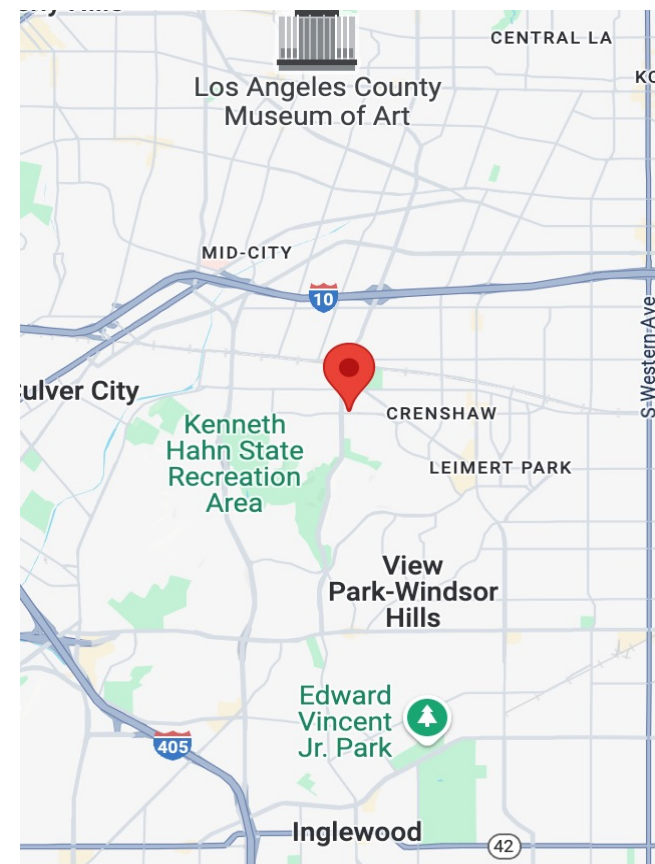 CENTRAL LA
Los Angeles County
Museum of Art
MID-CITY
10
S Western Ave
Culver City
CRENSHAW
Kenneth
Hahn State
Recreation
Area
LEIMERT PARK
View
Park-Windsor
Hills
Edward
Vincent
Jr. Park
405
Inglewood
42